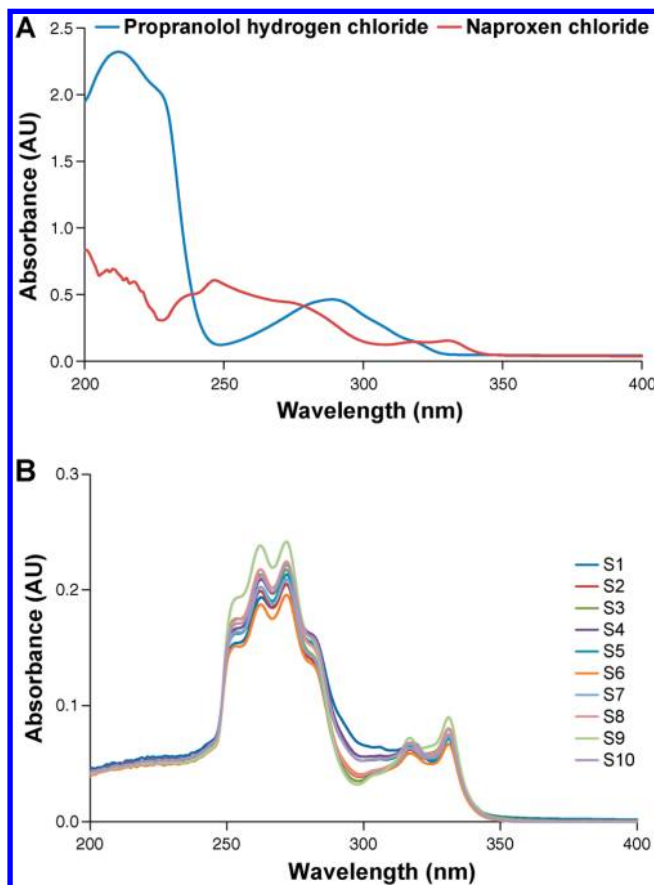 A
Propranolol hydrogen chloride
Naproxen chloride
2.5
2.0
1.5
1.0
0.5
0.0
Absorbance (AU)
200 250 300 350 400
Wavelength (nm)
B
0.3
0.2
0.1
0.0
Absorbance (AU)
S1
S2
S3
S4
S5
S6
S7
S8
S9
S10
200 250 300 350 400
Wavelength (nm)